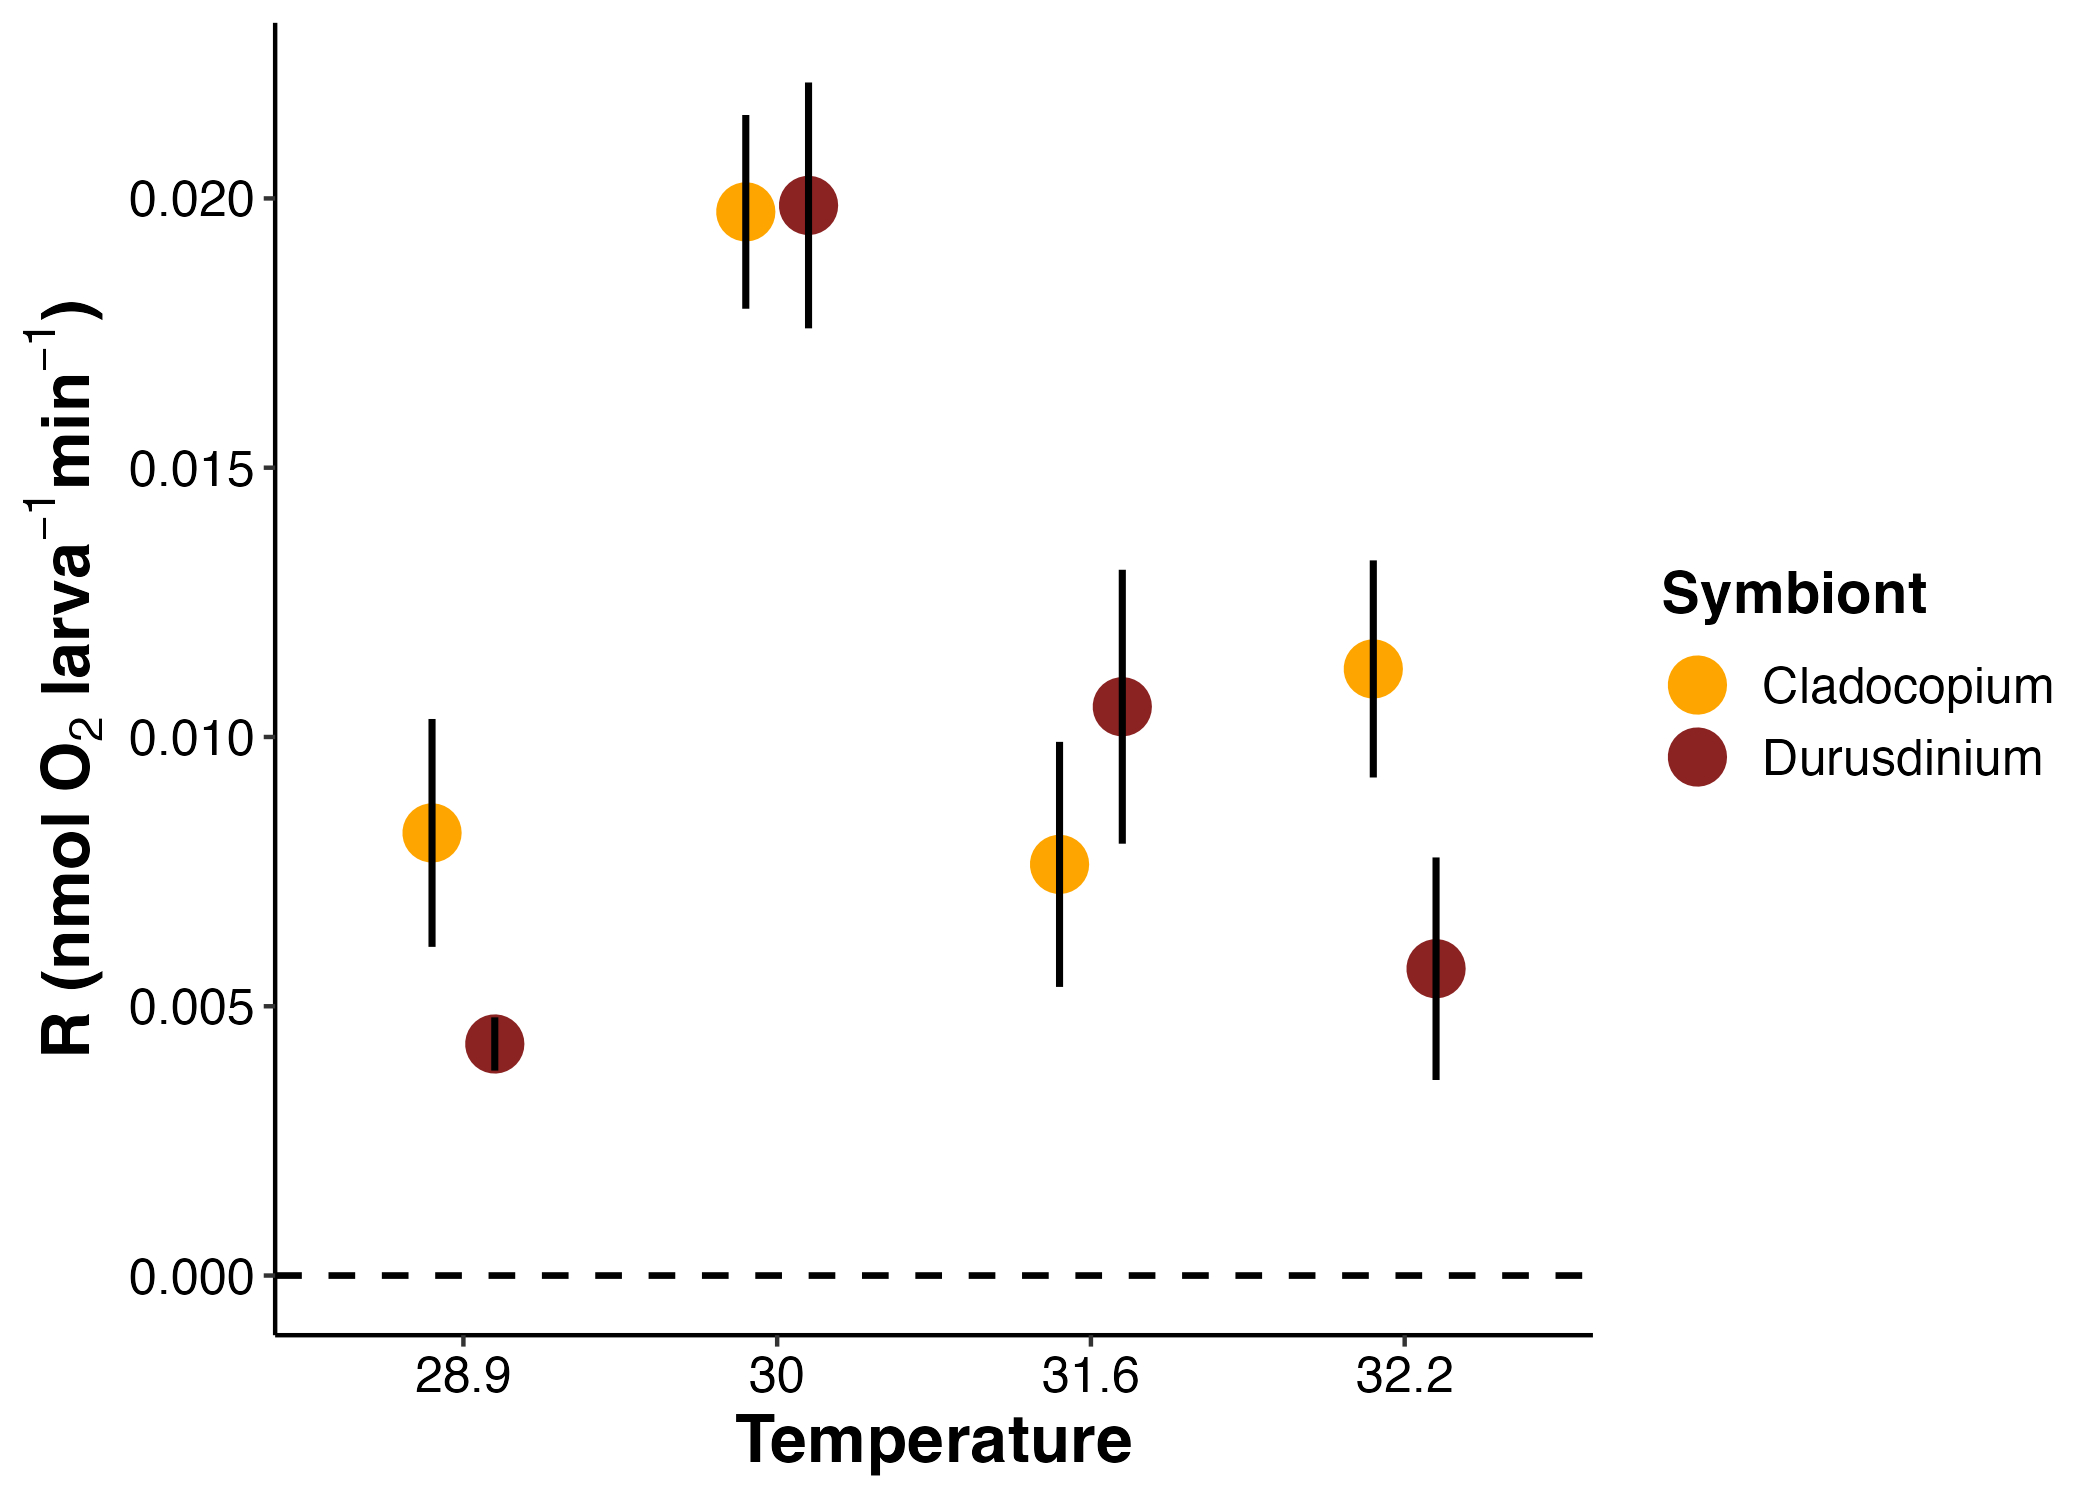 R (nmol O₂ larva⁻¹min⁻¹)
0.020
0.015
0.010
0.005
0.000
28.9 30 31.6 32.2
Temperature
Symbiont
Cladocopium
Durusdinium